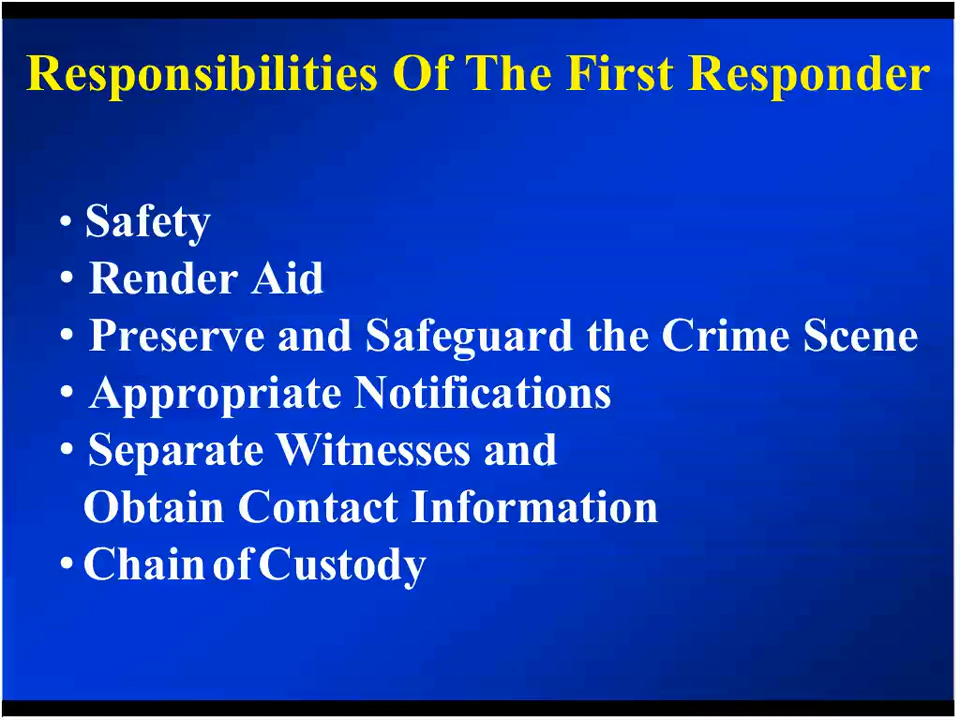 Responsibilities Of The First Responder
• Safety
• Render Aid
• Preserve and Safeguard the Crime Scene
• Appropriate Notifications
• Separate Witnesses and
Obtain Contact Information
• Chain of Custody